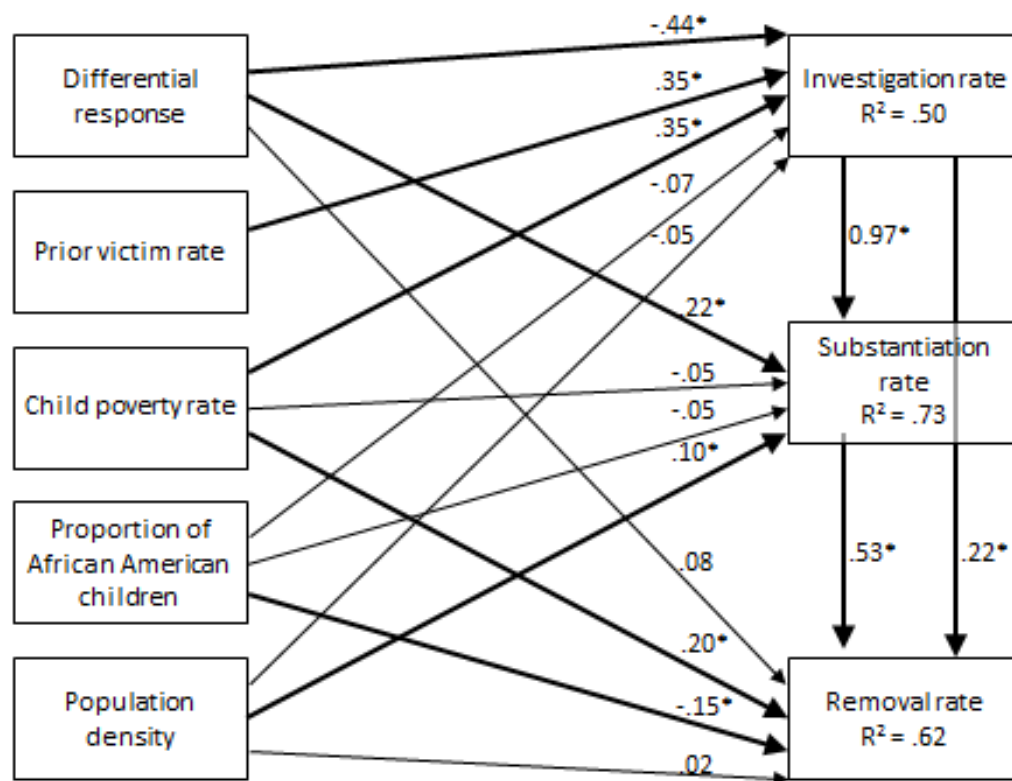 Differential
response
Prior victim rate
Child poverty rate
Proportion of
African American
children
Population
density
-.44*
.35*
.35*
-.07
-.05
.22*
-.05
-.05
.10*
.08
.20*
-.15*
.02
Investigation rate
R² = .50
0.97*
Substantiation
rate
R² = .73
.53*
.22*
Removal rate
R² = .62